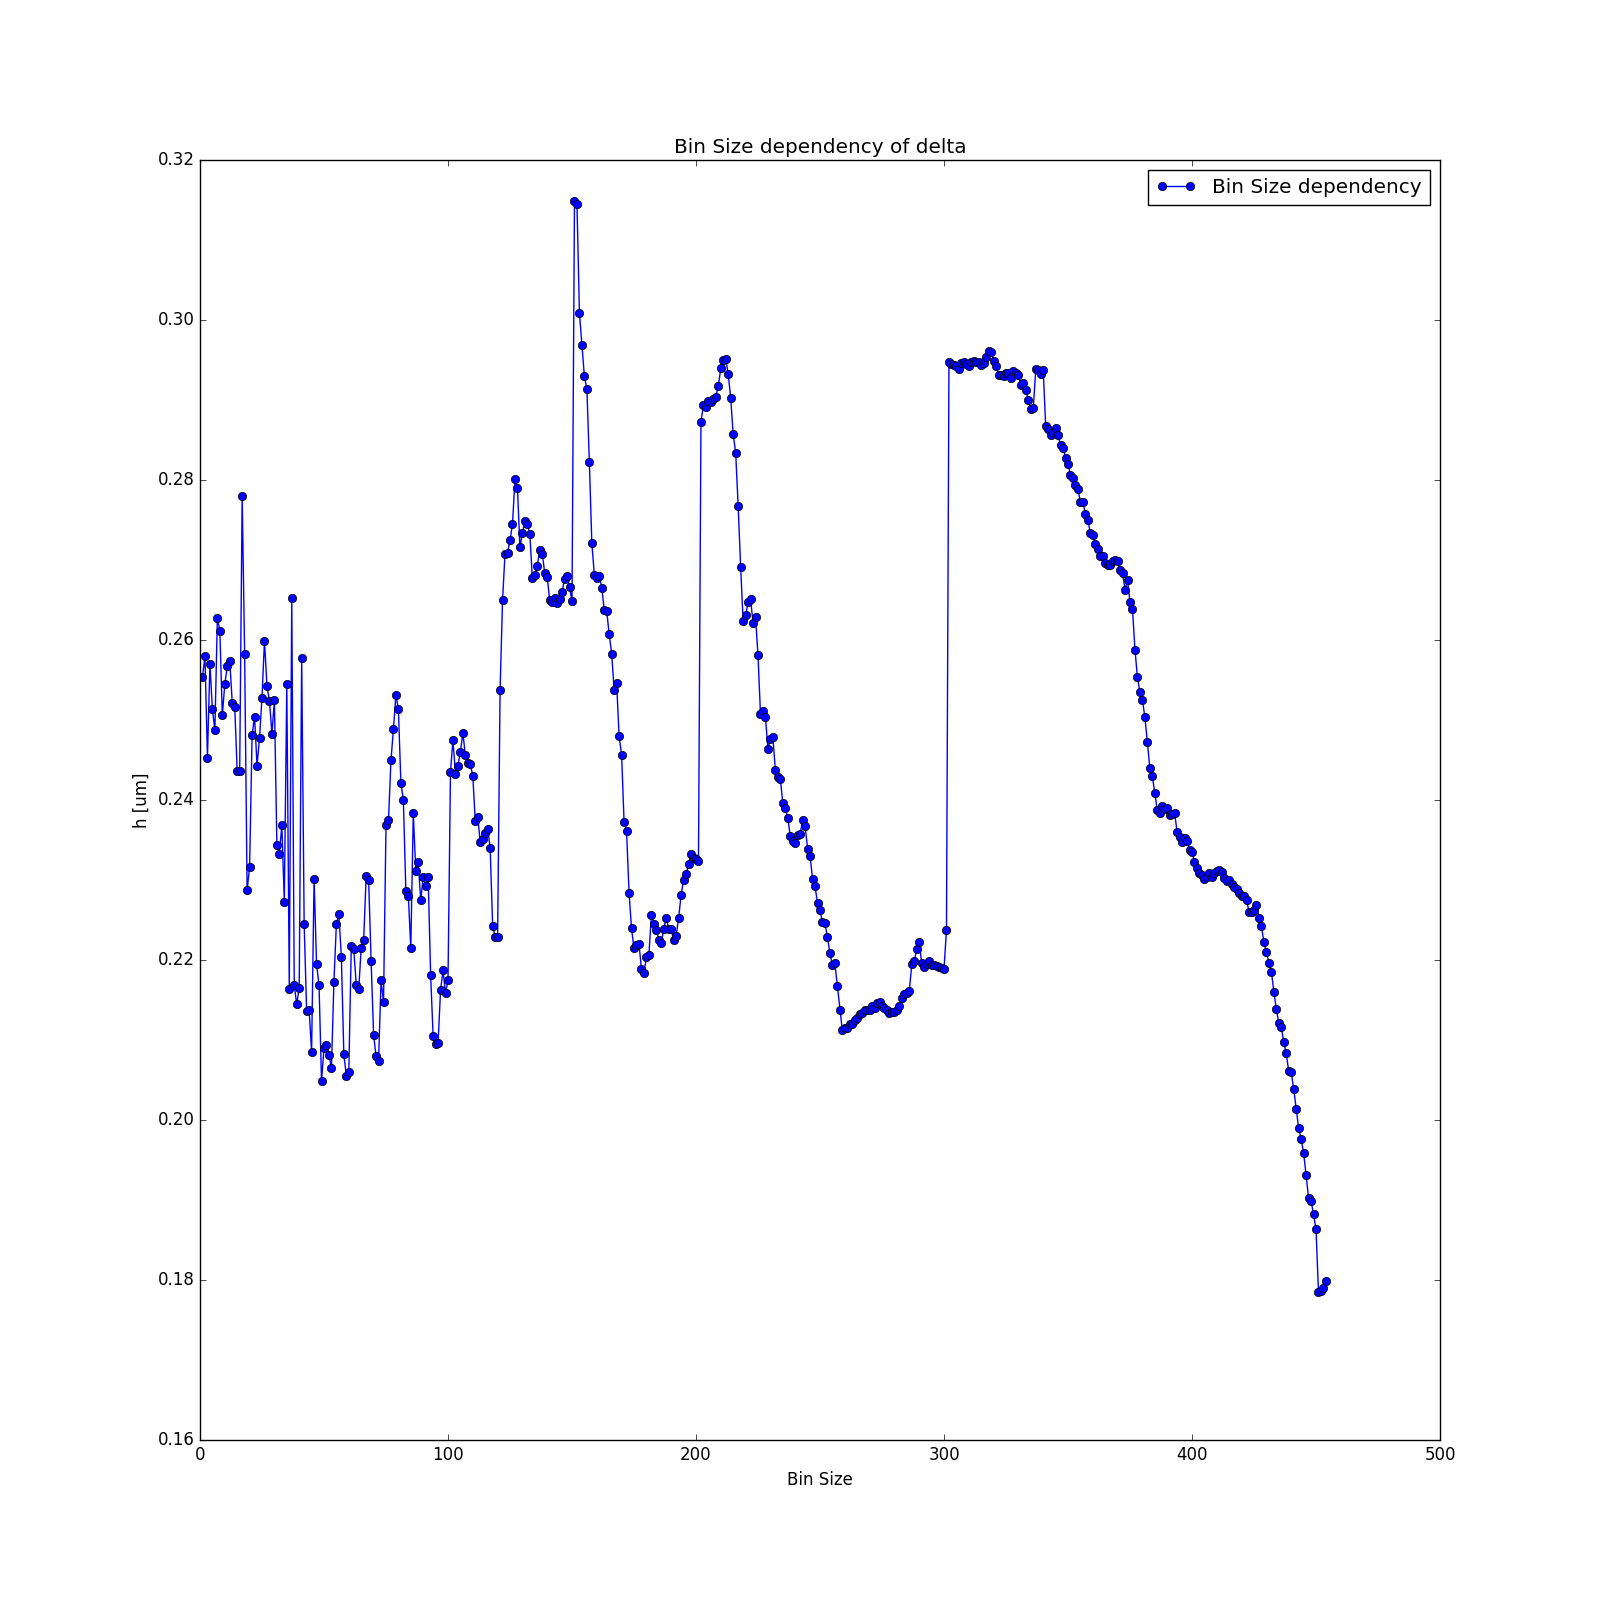 Bin Size dependency of delta
0.32
Bin Size dependency
0.30
0.28
0.26
0.24
h [um]
0.22
0.20
0.18
0.16
0 100 200 300 400 500
Bin Size